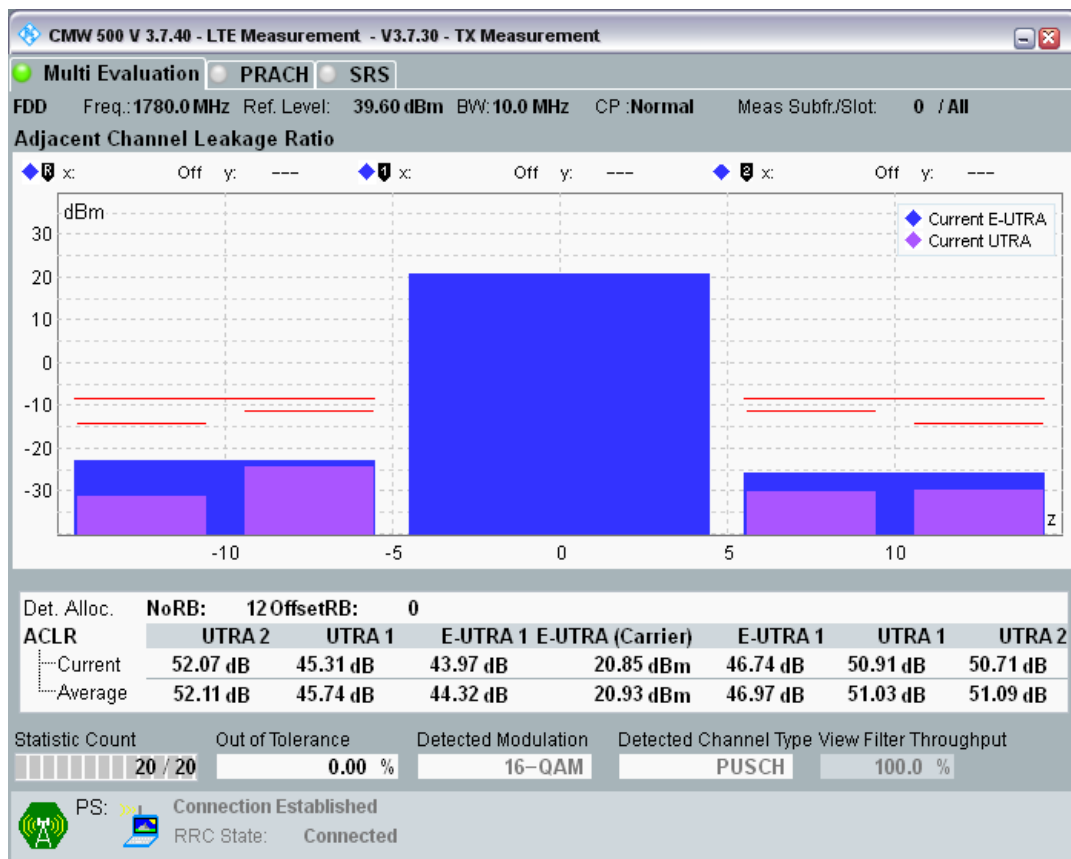 CMW 500 V 3.7.40 - LTE Measurement - V3.7.30 - TX Measurement
Multi Evaluation PRACH SRS
FDD Freq.: 1780.0 MHz Ref. Level: 39.60 dBm BW: 10.0 MHz CP :Normal Meas Subfr./Slot: 0 / All
Adjacent Channel Leakage Ratio
R x: Off y: --- 1 x: Off y: --- 2 x: Off y: ---
dBm
Current E-UTRA
Current UTRA
30
20
10
0
-10
-20
-30
z
-10 -5 0 5 10
Det. Alloc. NoRB: 12 OffsetRB: 0
ACLR UTRA 2 UTRA 1 E-UTRA 1 E-UTRA (Carrier) E-UTRA 1 UTRA 1 UTRA 2
Current 52.07 dB 45.31 dB 43.97 dB 20.85 dBm 46.74 dB 50.91 dB 50.71 dB
Average 52.11 dB 45.74 dB 44.32 dB 20.93 dBm 46.97 dB 51.03 dB 51.09 dB
Statistic Count Out of Tolerance Detected Modulation Detected Channel Type View Filter Throughput
20 / 20 0.00 % 16-QAM PUSCH 100.0 %
PS: Connection Established
RRC State: Connected